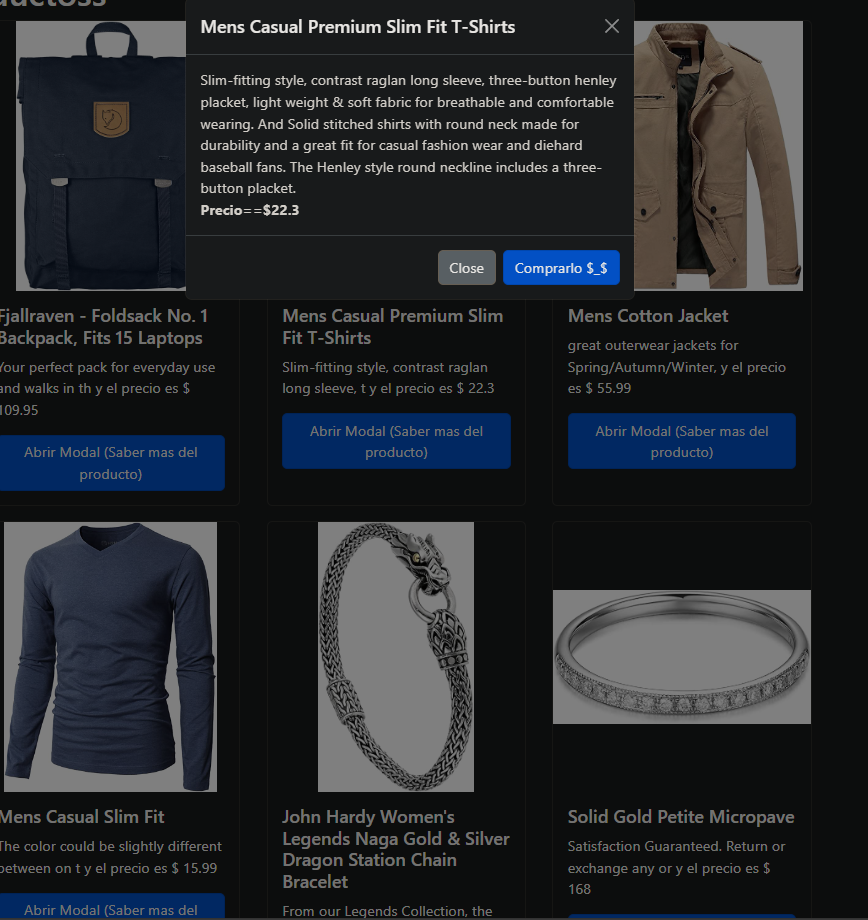 ductoss
Mens Casual Premium Slim Fit T-Shirts
Slim-fitting style, contrast raglan long sleeve, three-button henley
placket, light weight & soft fabric for breathable and comfortable
wearing. And Solid stitched shirts with round neck made for
durability and a great fit for casual fashion wear and diehard
baseball fans. The Henley style round neckline includes a three-
button placket.
Precio==$22.3
Close
Comprarlo $_$
Fjallraven - Foldsack No. 1
Backpack, Fits 15 Laptops
Your perfect pack for everyday use
and walks in th y el precio es $
109.95
Abrir Modal (Saber mas del
producto)
Mens Casual Premium Slim
Fit T-Shirts
Slim-fitting style, contrast raglan
long sleeve, t y el precio es $ 22.3
Abrir Modal (Saber mas del
producto)
Mens Cotton Jacket
great outerwear jackets for
Spring/Autumn/Winter, y el precio
es $ 55.99
Abrir Modal (Saber mas del
producto)
Mens Casual Slim Fit
The color could be slightly different
between on t y el precio es $ 15.99
Abrir Modal (Saber mas del
John Hardy Women's
Legends Naga Gold & Silver
Dragon Station Chain
Bracelet
From our Legends Collection, the
Solid Gold Petite Micropave
Satisfaction Guaranteed. Return or
exchange any or y el precio es $
168